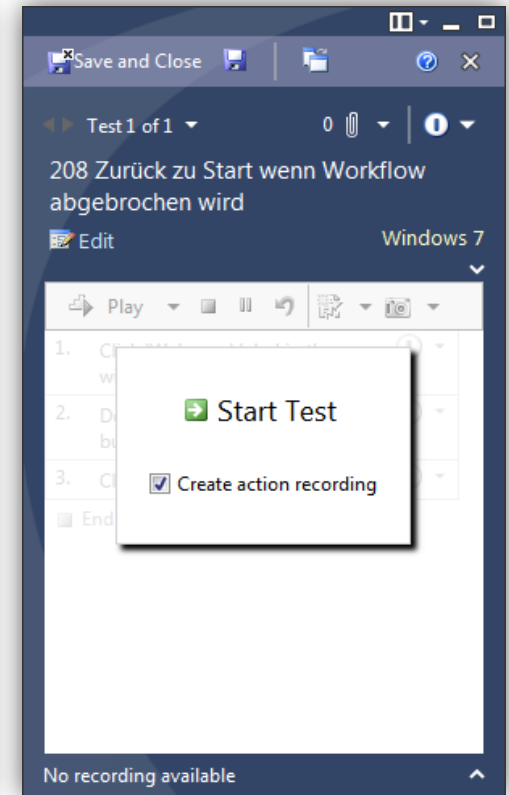 Save and Close
Test 1 of 1
0
208 Zurück zu Start wenn Workflow
abgebrochen wird
Edit
Windows 7
Play
1.
2.
3.
End
Start Test
Create action recording
No recording available